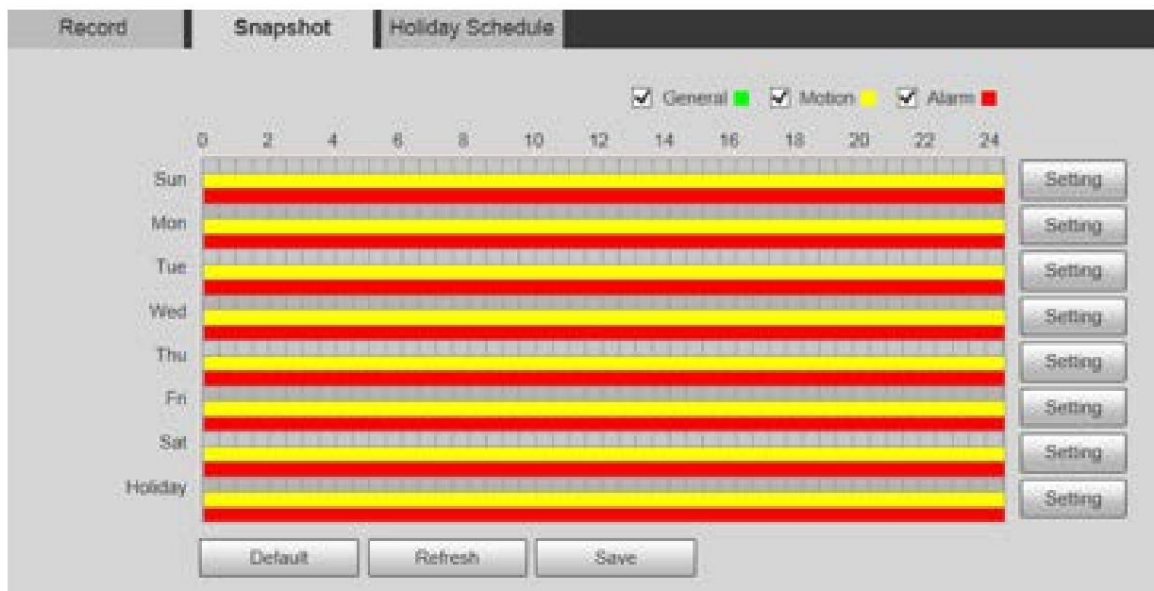 Record Snapshot Holiday Schedule
General Motion Alarm
0 2 4 6 8 10 12 14 16 18 20 22 24
Sun Setting
Mon Setting
Tue Setting
Wed Setting
Thu Setting
Fri Setting
Sat Setting
Holiday Setting
Default Refresh Save